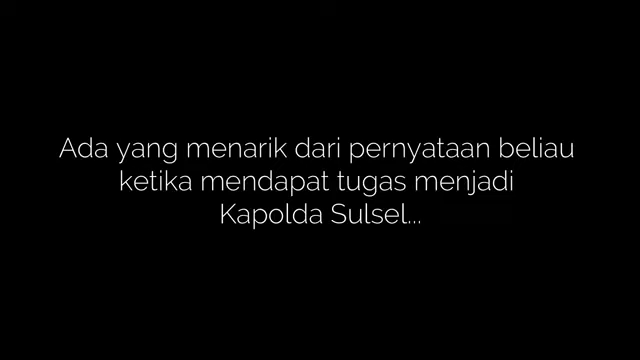 Ada yang menarik dari pernyataan beliau
ketika mendapat tugas menjadi
Kapolda Sulsel...